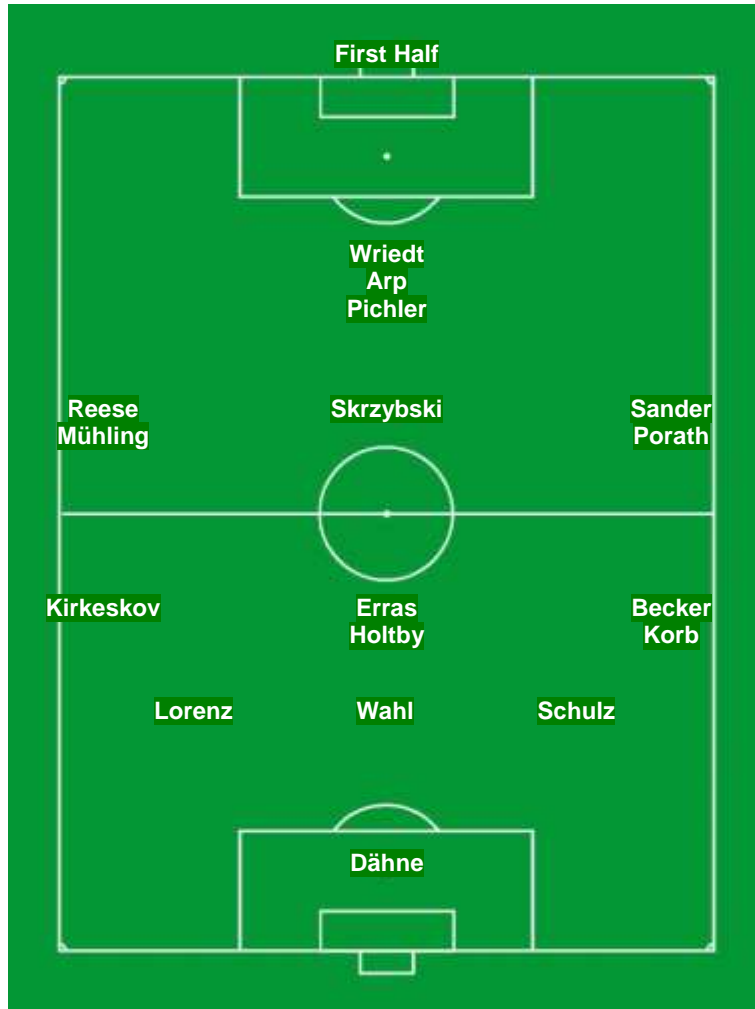 First Half
Wriedt
Arp
Pichler
Reese
Mühling
Skrzybski
Sander
Porath
Kirkeskov
Erras
Holtby
Becker
Korb
Lorenz
Wahl
Schulz
Dähne